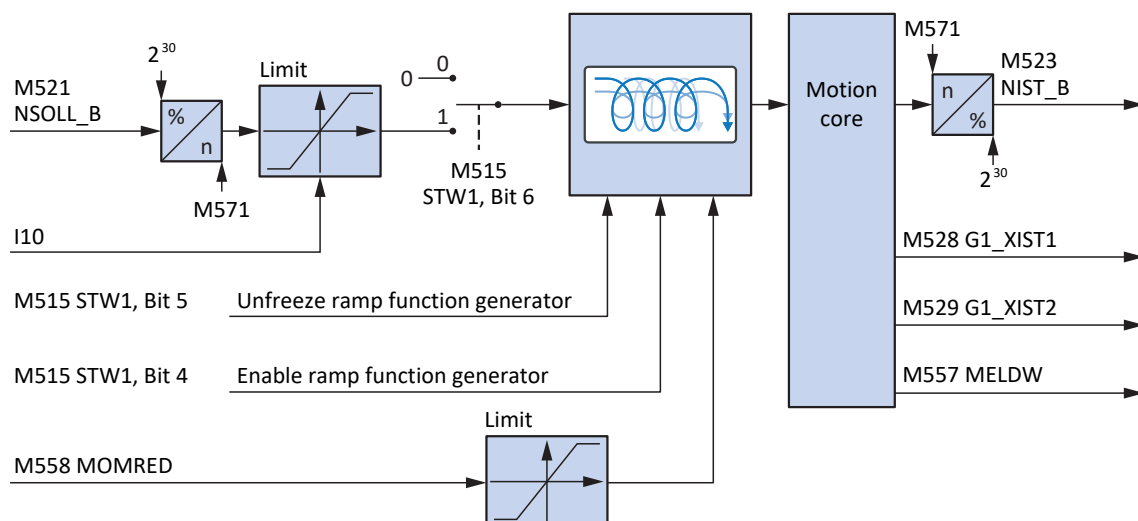 2³⁰
M521
NSOLL_B
%
n
M571
Limit
I10
0
0
1
M515
STW1, Bit 6
Motion
core
M571
n
%
2³⁰
M523
NIST_B
M528 G1_XIST1
M529 G1_XIST2
M557 MELDW
M515 STW1, Bit 5
Unfreeze ramp function generator
M515 STW1, Bit 4
Enable ramp function generator
Limit
M558 MOMRED